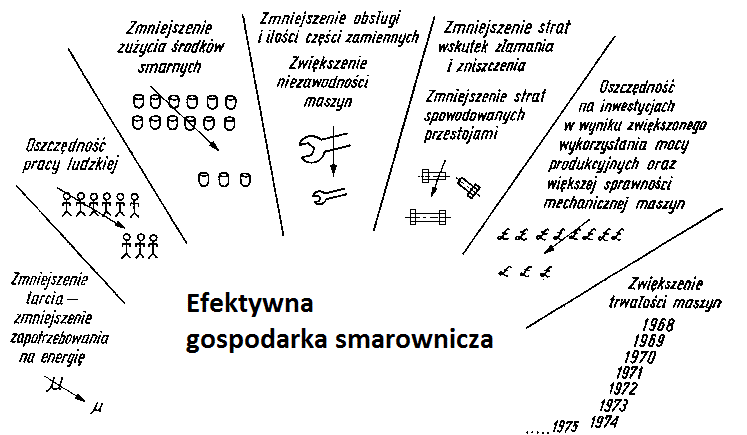 Zmniejszenie
tarcia –
zmniejszenie
zapotrzebowania
na energię
μ
μ
Oszczędność
pracy ludzkiej
Zmniejszenie
zużycia środków
smarnych
Zmniejszenie obsługi
i ilości części zamiennych
Zwiększenie
niezawodności
maszyn
Zmniejszenie strat
wskutek złamania
i zniszczenia
Zmniejszenie strat
spowodowanych
przestojami
Oszczędność
na inwestycjach
w wyniku zwiększonego
wykorzystania mocy
produkcyjnych oraz
większej sprawności
mechanicznej maszyn
£ £ £ £ £ £ £ £
£ £ £
Zwiększenie
trwałości maszyn
1968
1969
1970
1971
1972
1973
..... 1975 1974
Efektywna
gospodarka smarownicza